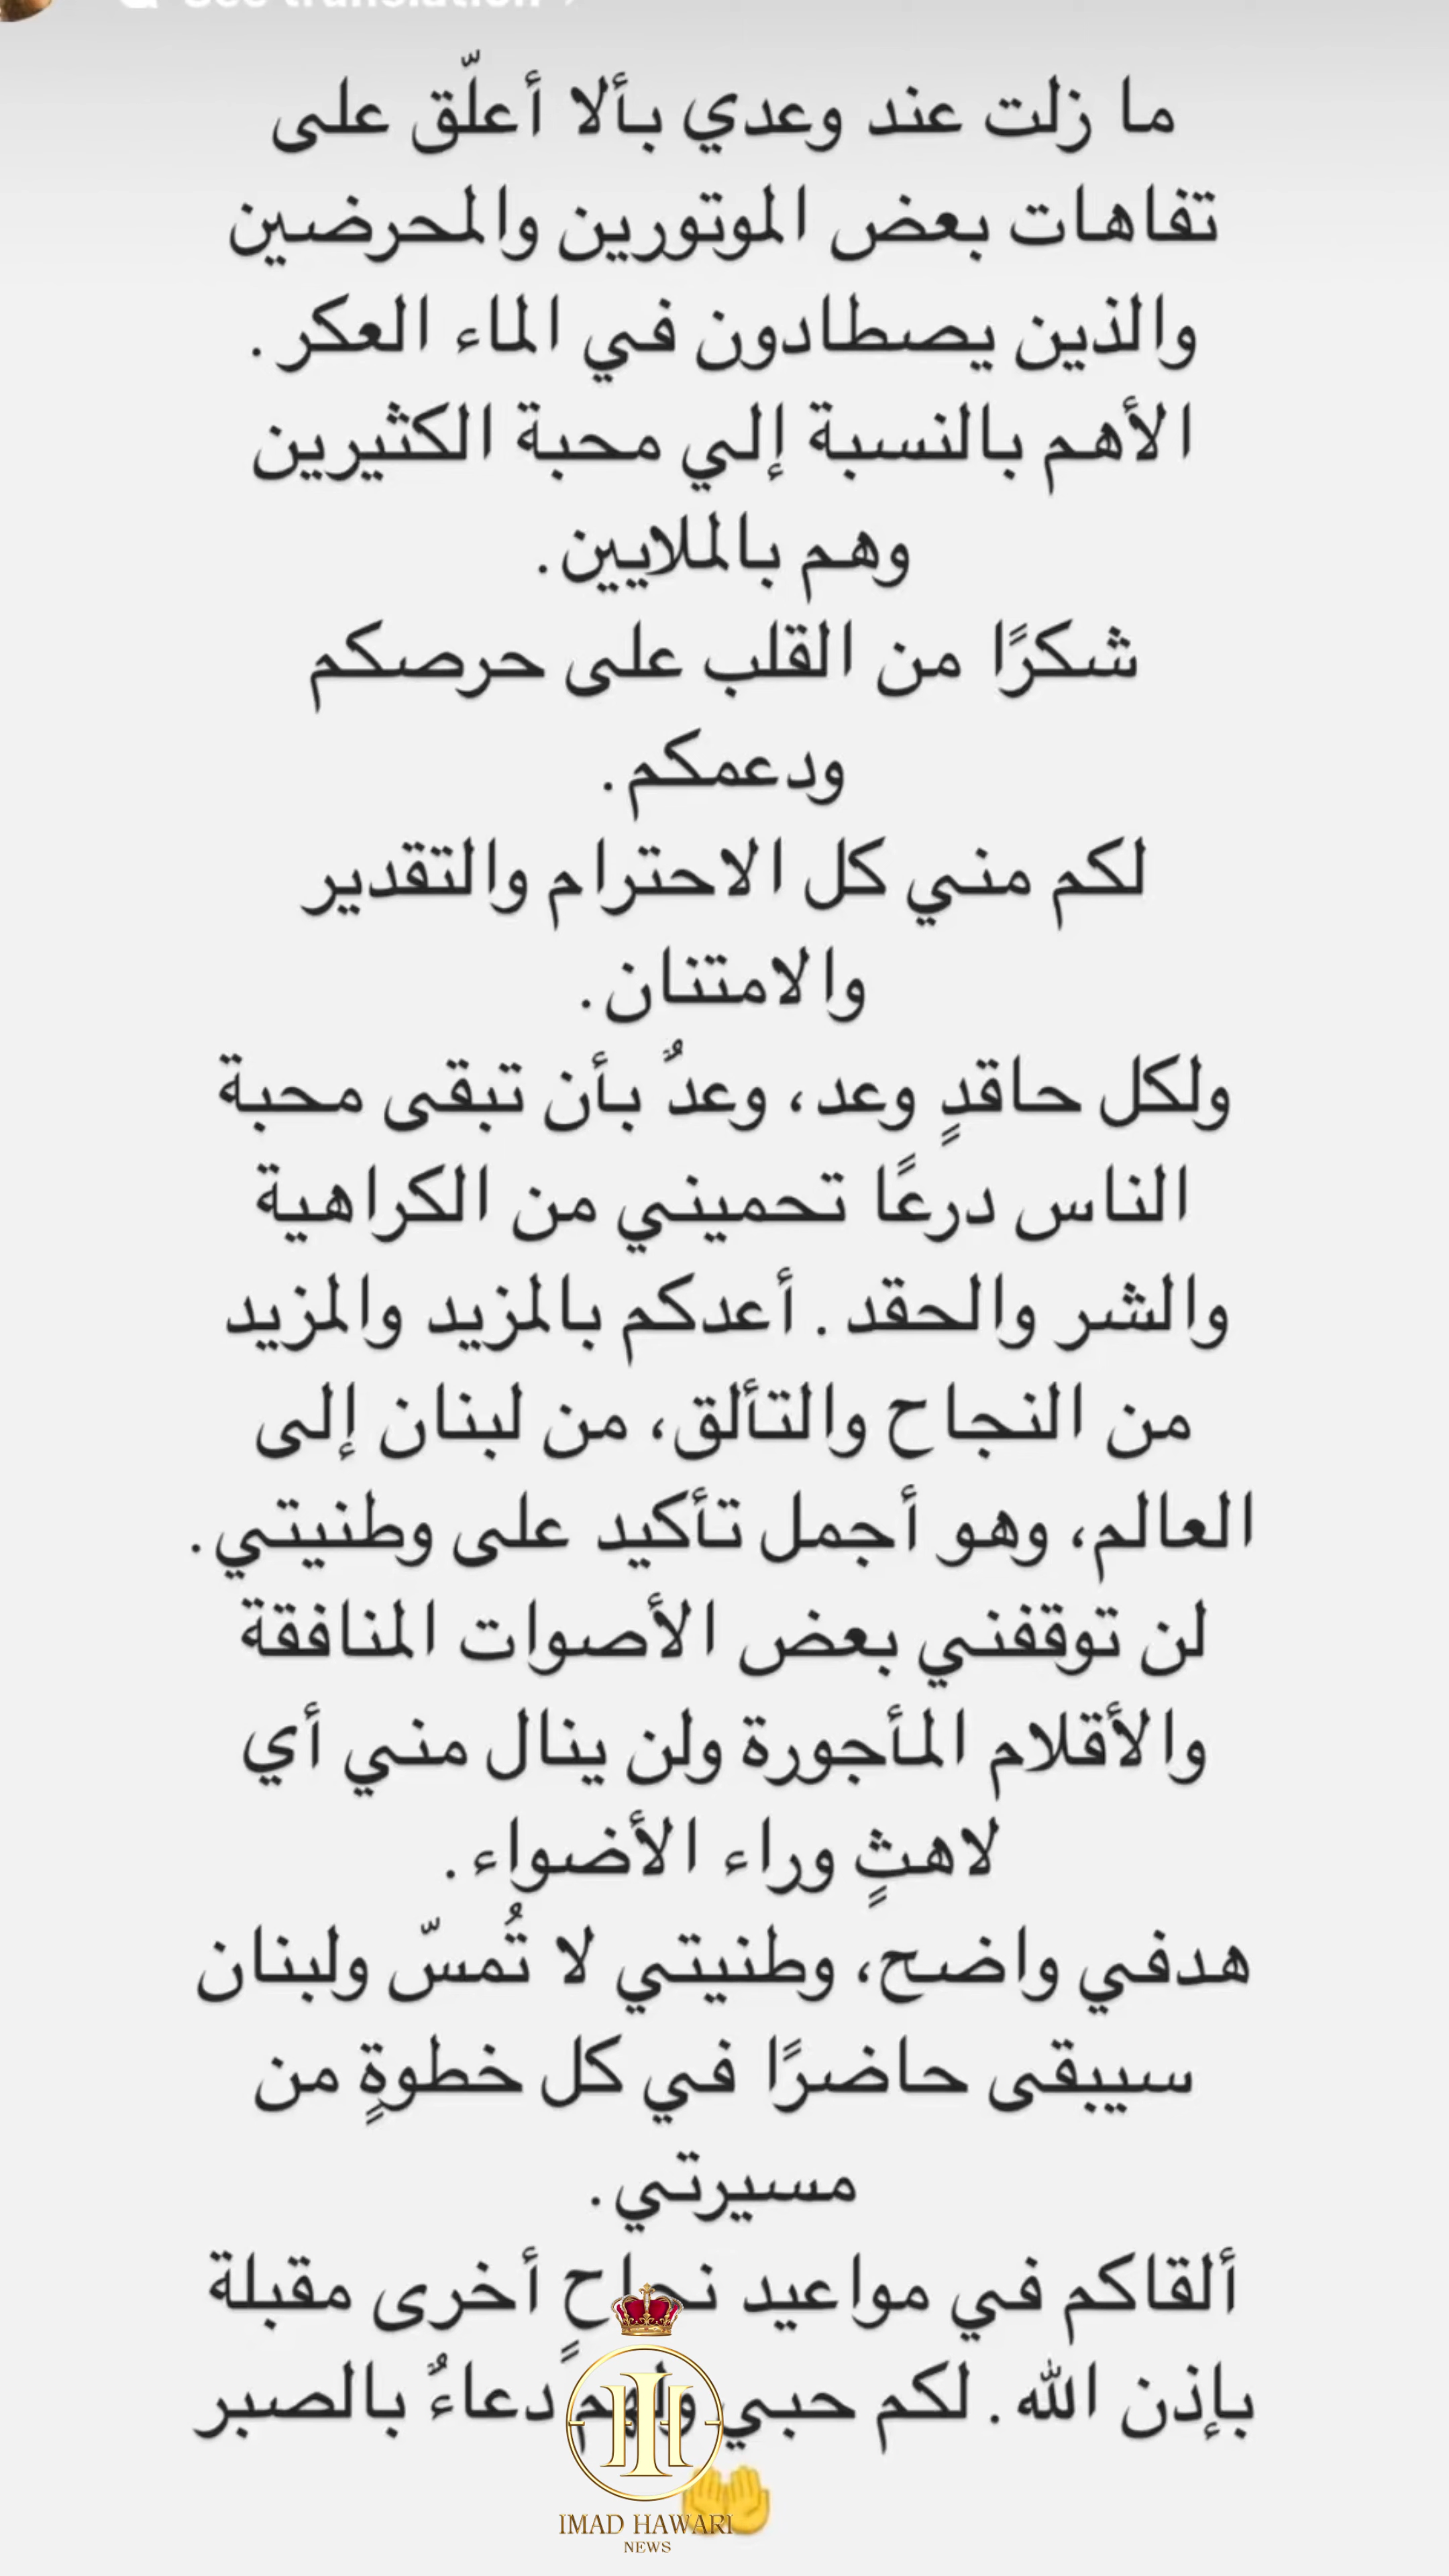 See translation
ما زلت عند وعدي بألا أعلّق على
تفاهات بعض الموتورين والمحرضين
والذين يصطادون في الماء العكر.
الأهم بالنسبة إلي محبة الكثيرين
وهم بالملايين.
شكرًا من القلب على حرصكم
ودعمكم.
لكم مني كل الاحترام والتقدير
والامتنان.
ولكل حاقدٍ وعد، وعدٌ بأن تبقى محبة
الناس درعًا تحميني من الكراهية
والشر والحقد. أعدكم بالمزيد والمزيد
من النجاح والتألق، من لبنان إلى
العالم، وهو أجمل تأكيد على وطنيتي.
لن توقفني بعض الأصوات المنافقة
والأقلام المأجورة ولن ينال مني أي
لاهثٍ وراء الأضواء.
هدفي واضح، وطنيتي لا تُمسّ ولبنان
سيبقى حاضرًا في كل خطوةٍ من
مسيرتي.
ألقاكم في مواعيد نجاحٍ أخرى مقبلة
بإذن الله. لكم حبي ولهم دعاءٌ بالصبر
🤲
IMAD HAWARI
NEWS